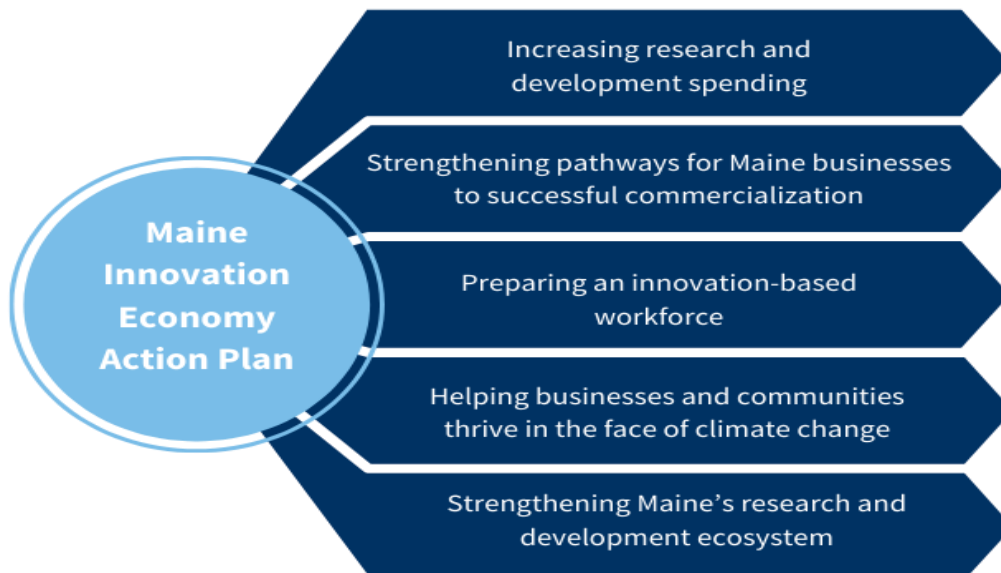 Increasing research and
development spending
Strengthening pathways for Maine businesses
to successful commercialization
Maine
Innovation
Economy
Action Plan
Preparing an innovation-based
workforce
Helping businesses and communities
thrive in the face of climate change
Strengthening Maine’s research and
development ecosystem